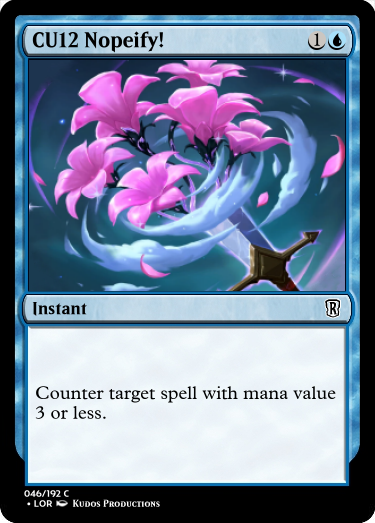 CU12 Nopeify! 1
Instant R
Counter target spell with mana value
3 or less.
046/192 C
• LOR Kudos Productions